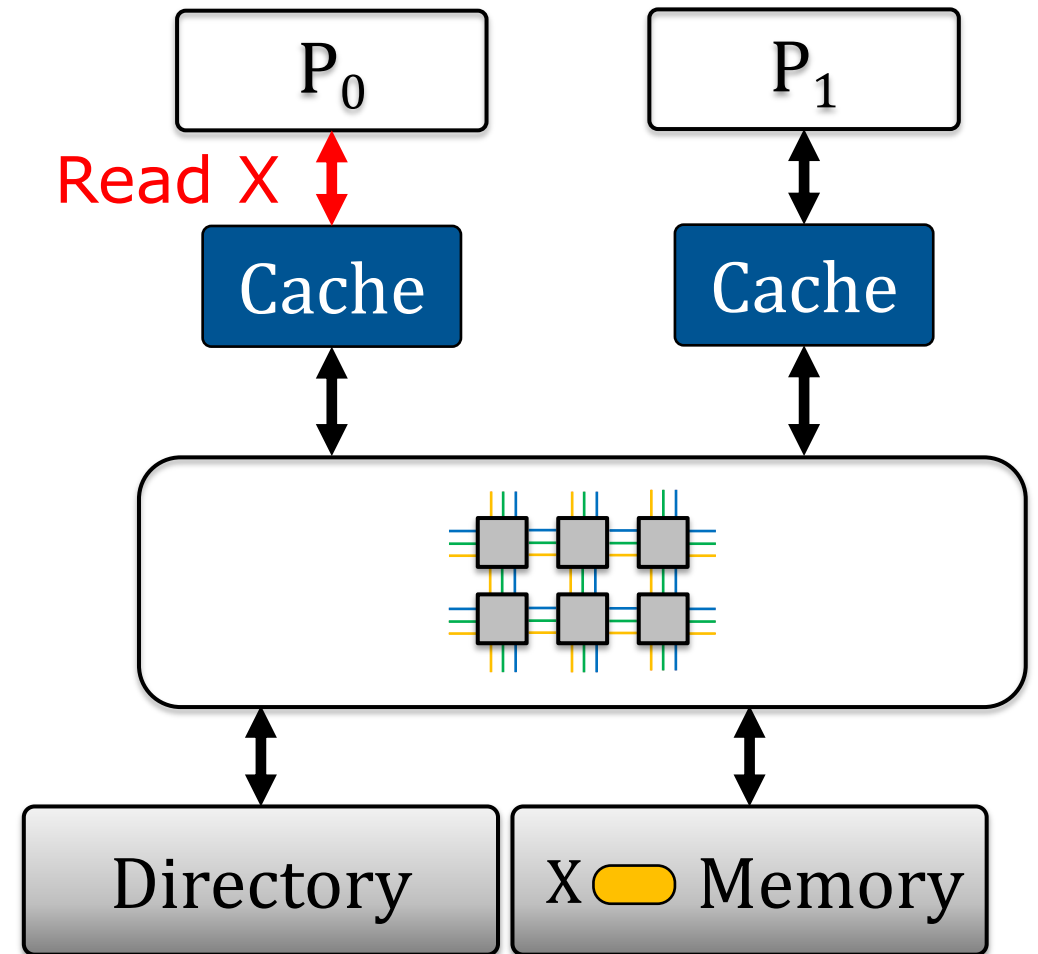 P₀
P₁
Read X
Cache
Cache
Directory
X Memory